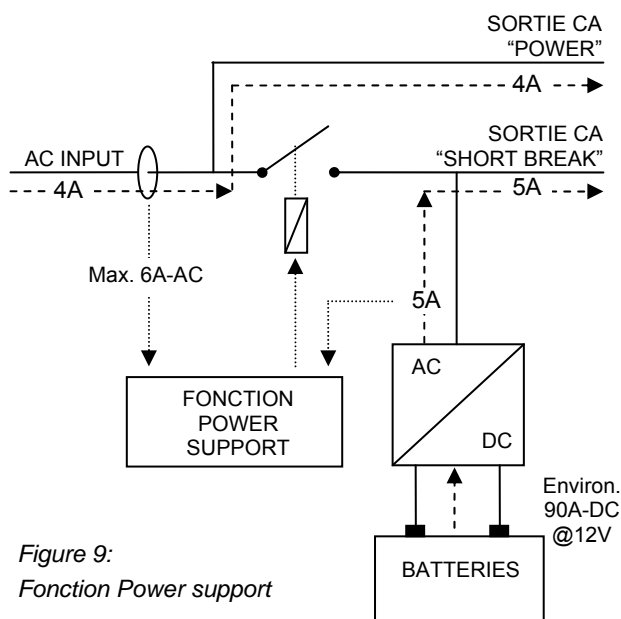 SORTIE CA
“POWER”
4A
SORTIE CA
“SHORT BREAK”
AC INPUT
4A
5A
Max. 6A-AC
5A
FONCTION
POWER
SUPPORT
AC
DC
Environ.
90A-DC
@12V
BATTERIES
Figure 9:
Fonction Power support